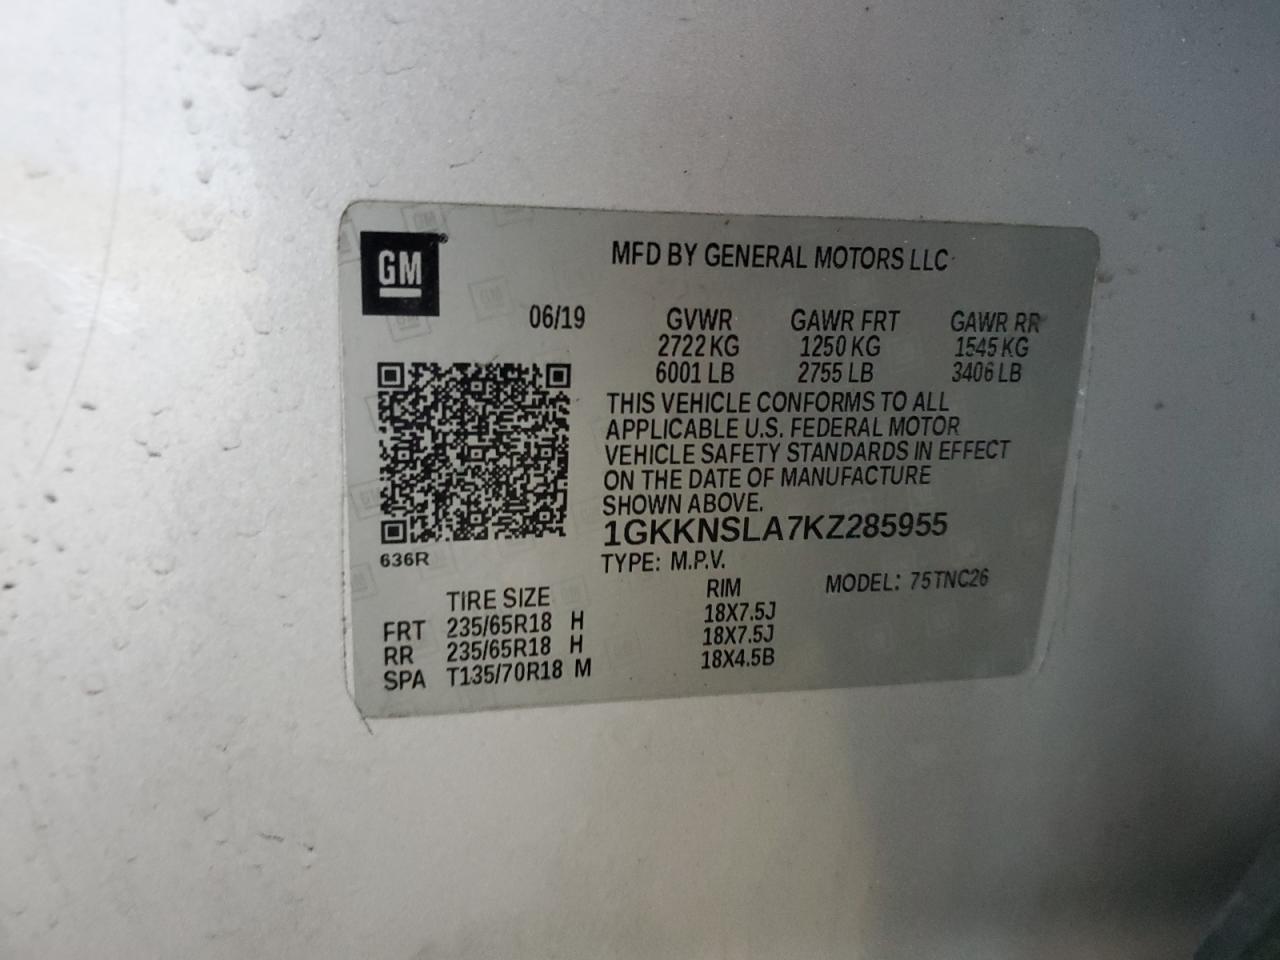 GM
MFD BY GENERAL MOTORS LLC
06/19 GVWR GAWR FRT GAWR RR
2722 KG 1250 KG 1545 KG
6001 LB 2755 LB 3406 LB
THIS VEHICLE CONFORMS TO ALL
APPLICABLE U.S. FEDERAL MOTOR
VEHICLE SAFETY STANDARDS IN EFFECT
ON THE DATE OF MANUFACTURE
SHOWN ABOVE.
1GKKNSLA7KZ285955
636R
TYPE: M.P.V. MODEL: 75TNC26
TIRE SIZE RIM
FRT 235/65R18 H 18X7.5J
RR 235/65R18 H 18X7.5J
SPA T135/70R18 M 18X4.5B